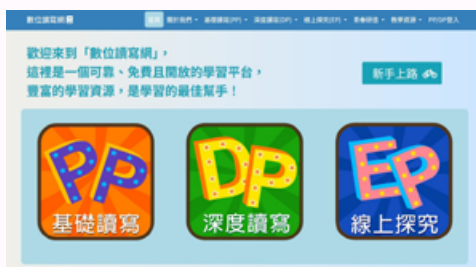 數位讀寫網
首頁 關於我們 基礎讀寫(PP) 深度讀寫(DP) 線上探究(EP) 教學資源 PP/DP登入
歡迎來到「數位讀寫網」，
這裡是一個可靠、免費且開放的學習平台，
豐富的學習資源，是學習的最佳幫手！
新手上路
PP DP EP
基礎讀寫 深度讀寫 線上探究